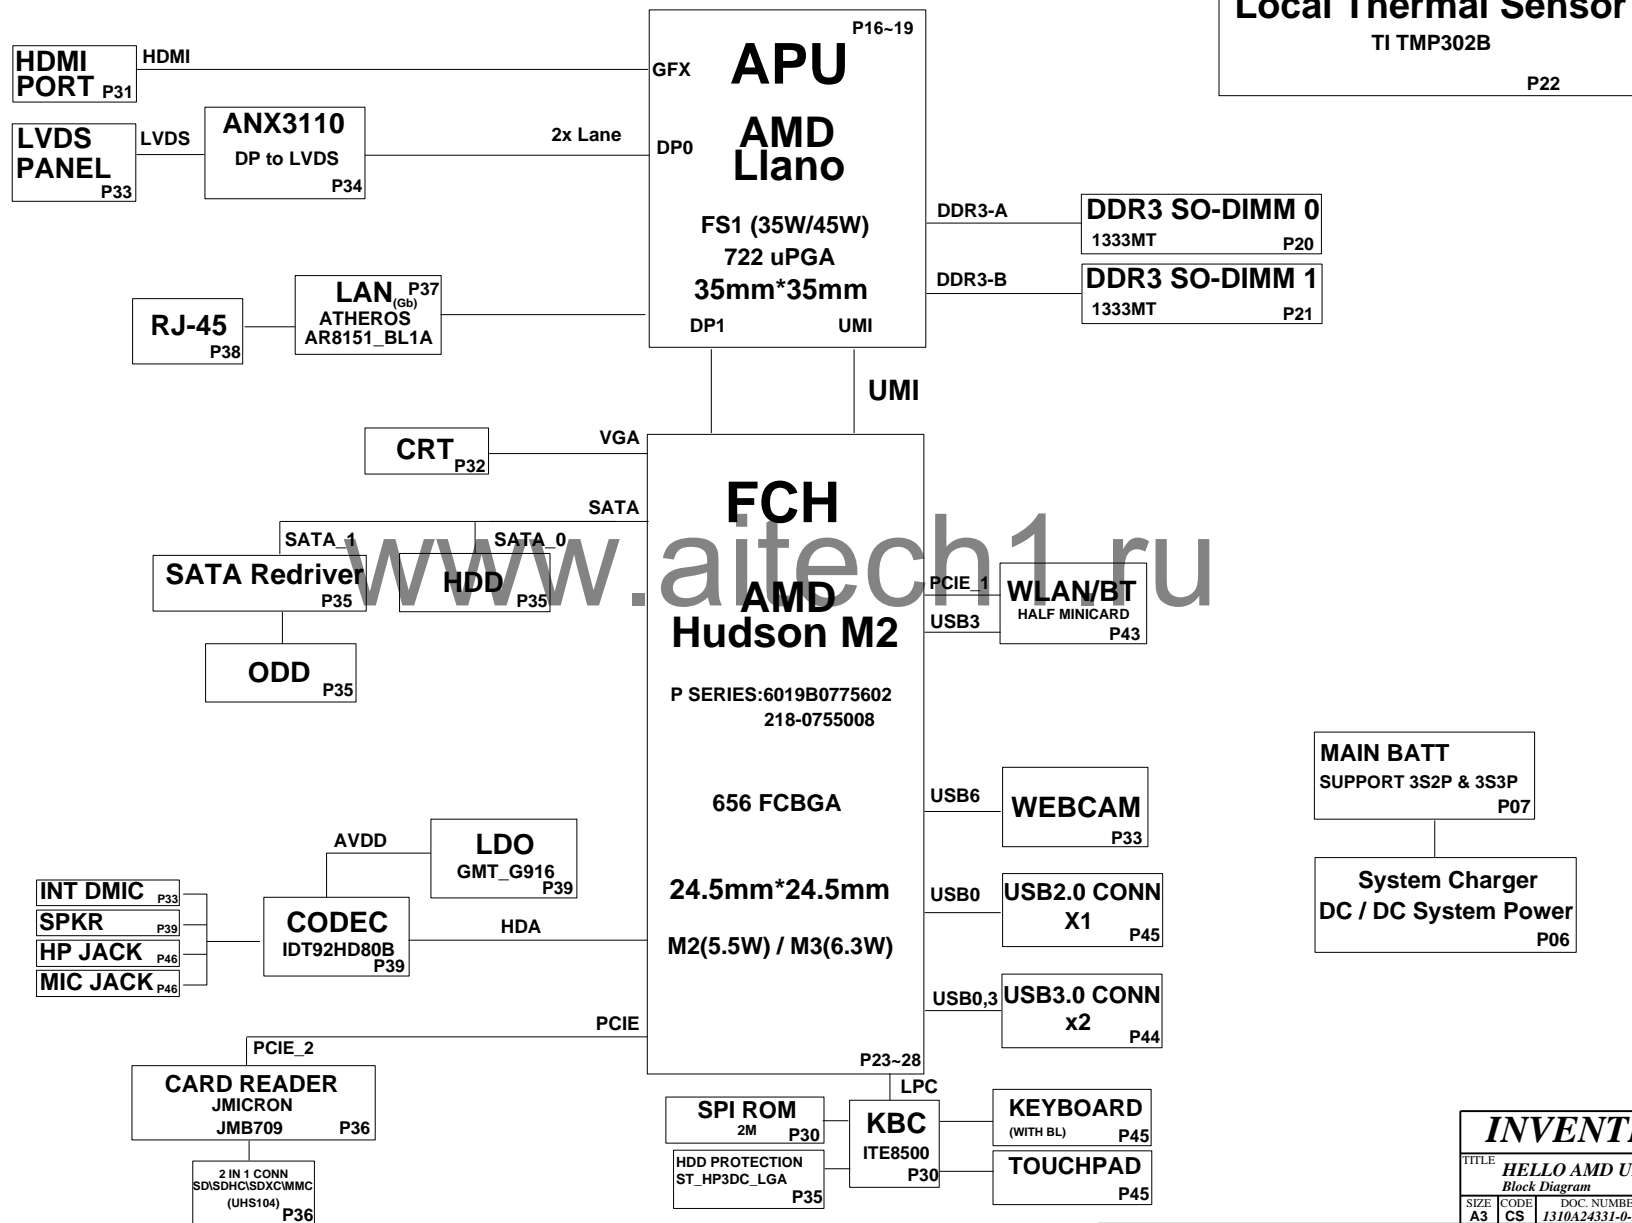 Local Thermal Sensor
TI TMP302B
P22
HDMI
PORT P31
HDMI
LVDS
PANEL
P33
LVDS
ANX3110
DP to LVDS
P34
2x Lane
P16~19
GFX
APU
DP0
AMD
Llano
FS1 (35W/45W)
722 uPGA
35mm*35mm
DP1
UMI
DDR3-A
DDR3 SO-DIMM 0
1333MT
P20
DDR3-B
DDR3 SO-DIMM 1
1333MT
P21
RJ-45
P38
LAN (Gb) P37
ATHEROS
AR8151_BL1A
UMI
CRT P32
VGA
SATA
SATA_1
SATA_0
SATA Redriver
P35
HDD
P35
ODD
P35
FCH
AMD
Hudson M2
P SERIES:6019B0775602
218-0755008
656 FCBGA
24.5mm*24.5mm
M2(5.5W) / M3(6.3W)
P23~28
www.aitech1.ru
PCIE_1
USB3
WLAN/BT
HALF MINICARD
P43
USB6
WEBCAM
P33
USB0
USB2.0 CONN
X1
P45
USB0,3
USB3.0 CONN
x2
P44
MAIN BATT
SUPPORT 3S2P & 3S3P
P07
System Charger
DC / DC System Power
P06
AVDD
LDO
GMT_G916
P39
INT DMIC P33
SPKR P39
HP JACK P46
MIC JACK P46
CODEC
IDT92HD80B
P39
HDA
PCIE
PCIE_2
CARD READER
JMICRON
JMB709
P36
2 IN 1 CONN
SD\SDHC\SDXC\MMC
(UHS104)
P36
LPC
SPI ROM
2M
P30
HDD PROTECTION
ST_HP3DC_LGA
P35
KBC
ITE8500
P30
KEYBOARD
(WITH BL)
P45
TOUCHPAD
P45
TITLE
HELLO AMD
Block Diagram
SIZE
A3
CODE
CS
DOC. NUMBE
1310A24331-0-